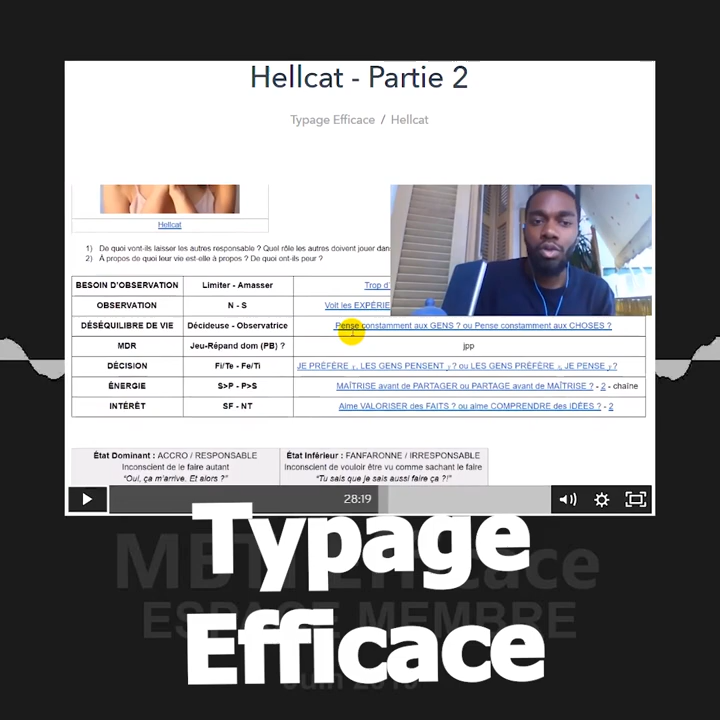 Hellcat - Partie 2
Typage Efficace / Hellcat
Hellcat
1) De quoi vont-ils laisser les autres responsable ? Quel rôle les autres doivent jouer dans
2) À propos de quoi leur vie est-elle à propos ? De quoi ont-ils peur ?
BESOIN D'OBSERVATION Limiter - Amasser Trop d'
OBSERVATION N - S Voit les EXPÉRIE
DÉSÉQUILIBRE DE VIE Décideuse - Observatrice Pense constamment aux GENS ? ou Pense constamment aux CHOSES ?
MDR Jeu-Répand dom (PB) ? jpp
DÉCISION Fi/Te - Fe/Ti JE PRÉFÈRE , LES GENS PENSENT ? ou LES GENS PRÉFÈRE , JE PENSE ?
ÉNERGIE S>P - P>S MAÎTRISE avant de PARTAGER ou PARTAGE avant de MAÎTRISE ? - 2 - chaîne
INTÉRÊT SF - NT Aime VALORISER des FAITS ? ou aime COMPRENDRE des IDÉES ? - 2
État Dominant : ACCRO / RESPONSABLE
Inconscient de le faire autant
"Oui, ça m'arrive. Et alors ?"
État Inférieur : FANFARONNE / IRRESPONSABLE
Inconscient de vouloir être vu comme sachant le faire
"Tu sais que je sais aussi faire ça ?!"
28:19
MBTI Efficace
ESPACE MEMBRE
Typage
Efficace